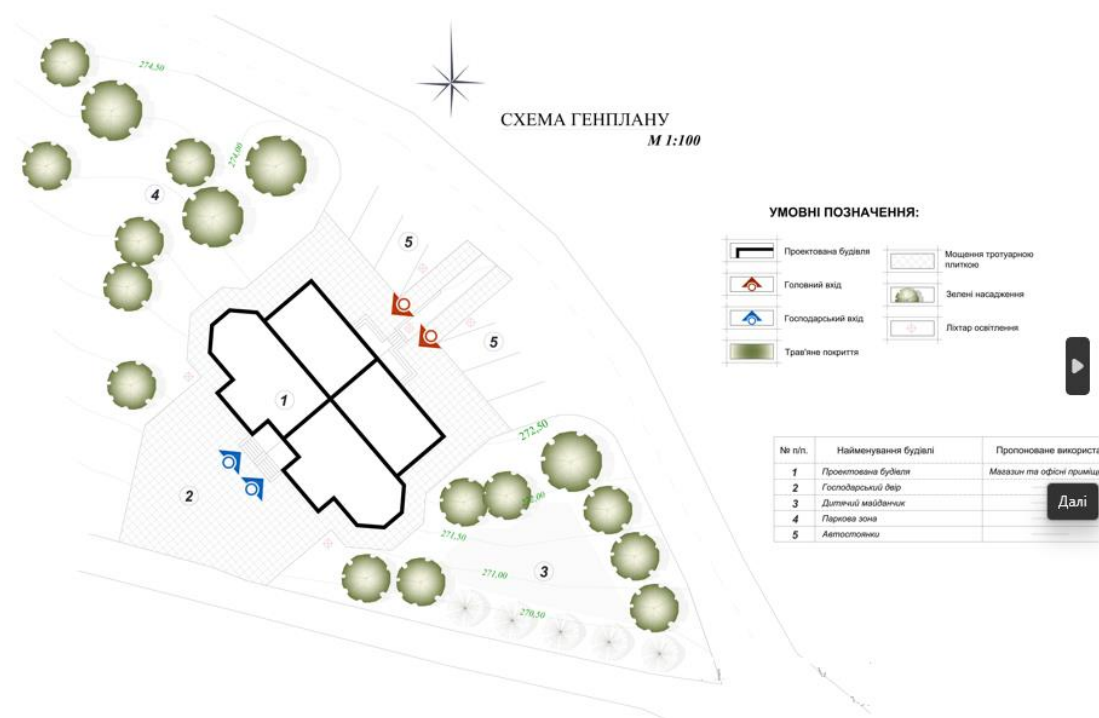 274,50
СХЕМА ГЕНПЛАНУ
М 1:100
274,00
4
5
УМОВНІ ПОЗНАЧЕННЯ:
Проектована будівля
Мощення тротуарною
плиткою
Головний вхід
Зелені насадження
Господарський вхід
Ліхтар освітлення
Трав'яне покриття
5
1
272,50
2
271,50
271,00
3
270,50
№ п/п. Найменування будівлі Пропоноване використа
1 Проектована будівля Магазин та офісні приміще
2 Господарський двір
3 Дитячий майданчик
4 Паркова зона
5 Автостоянки
Далі